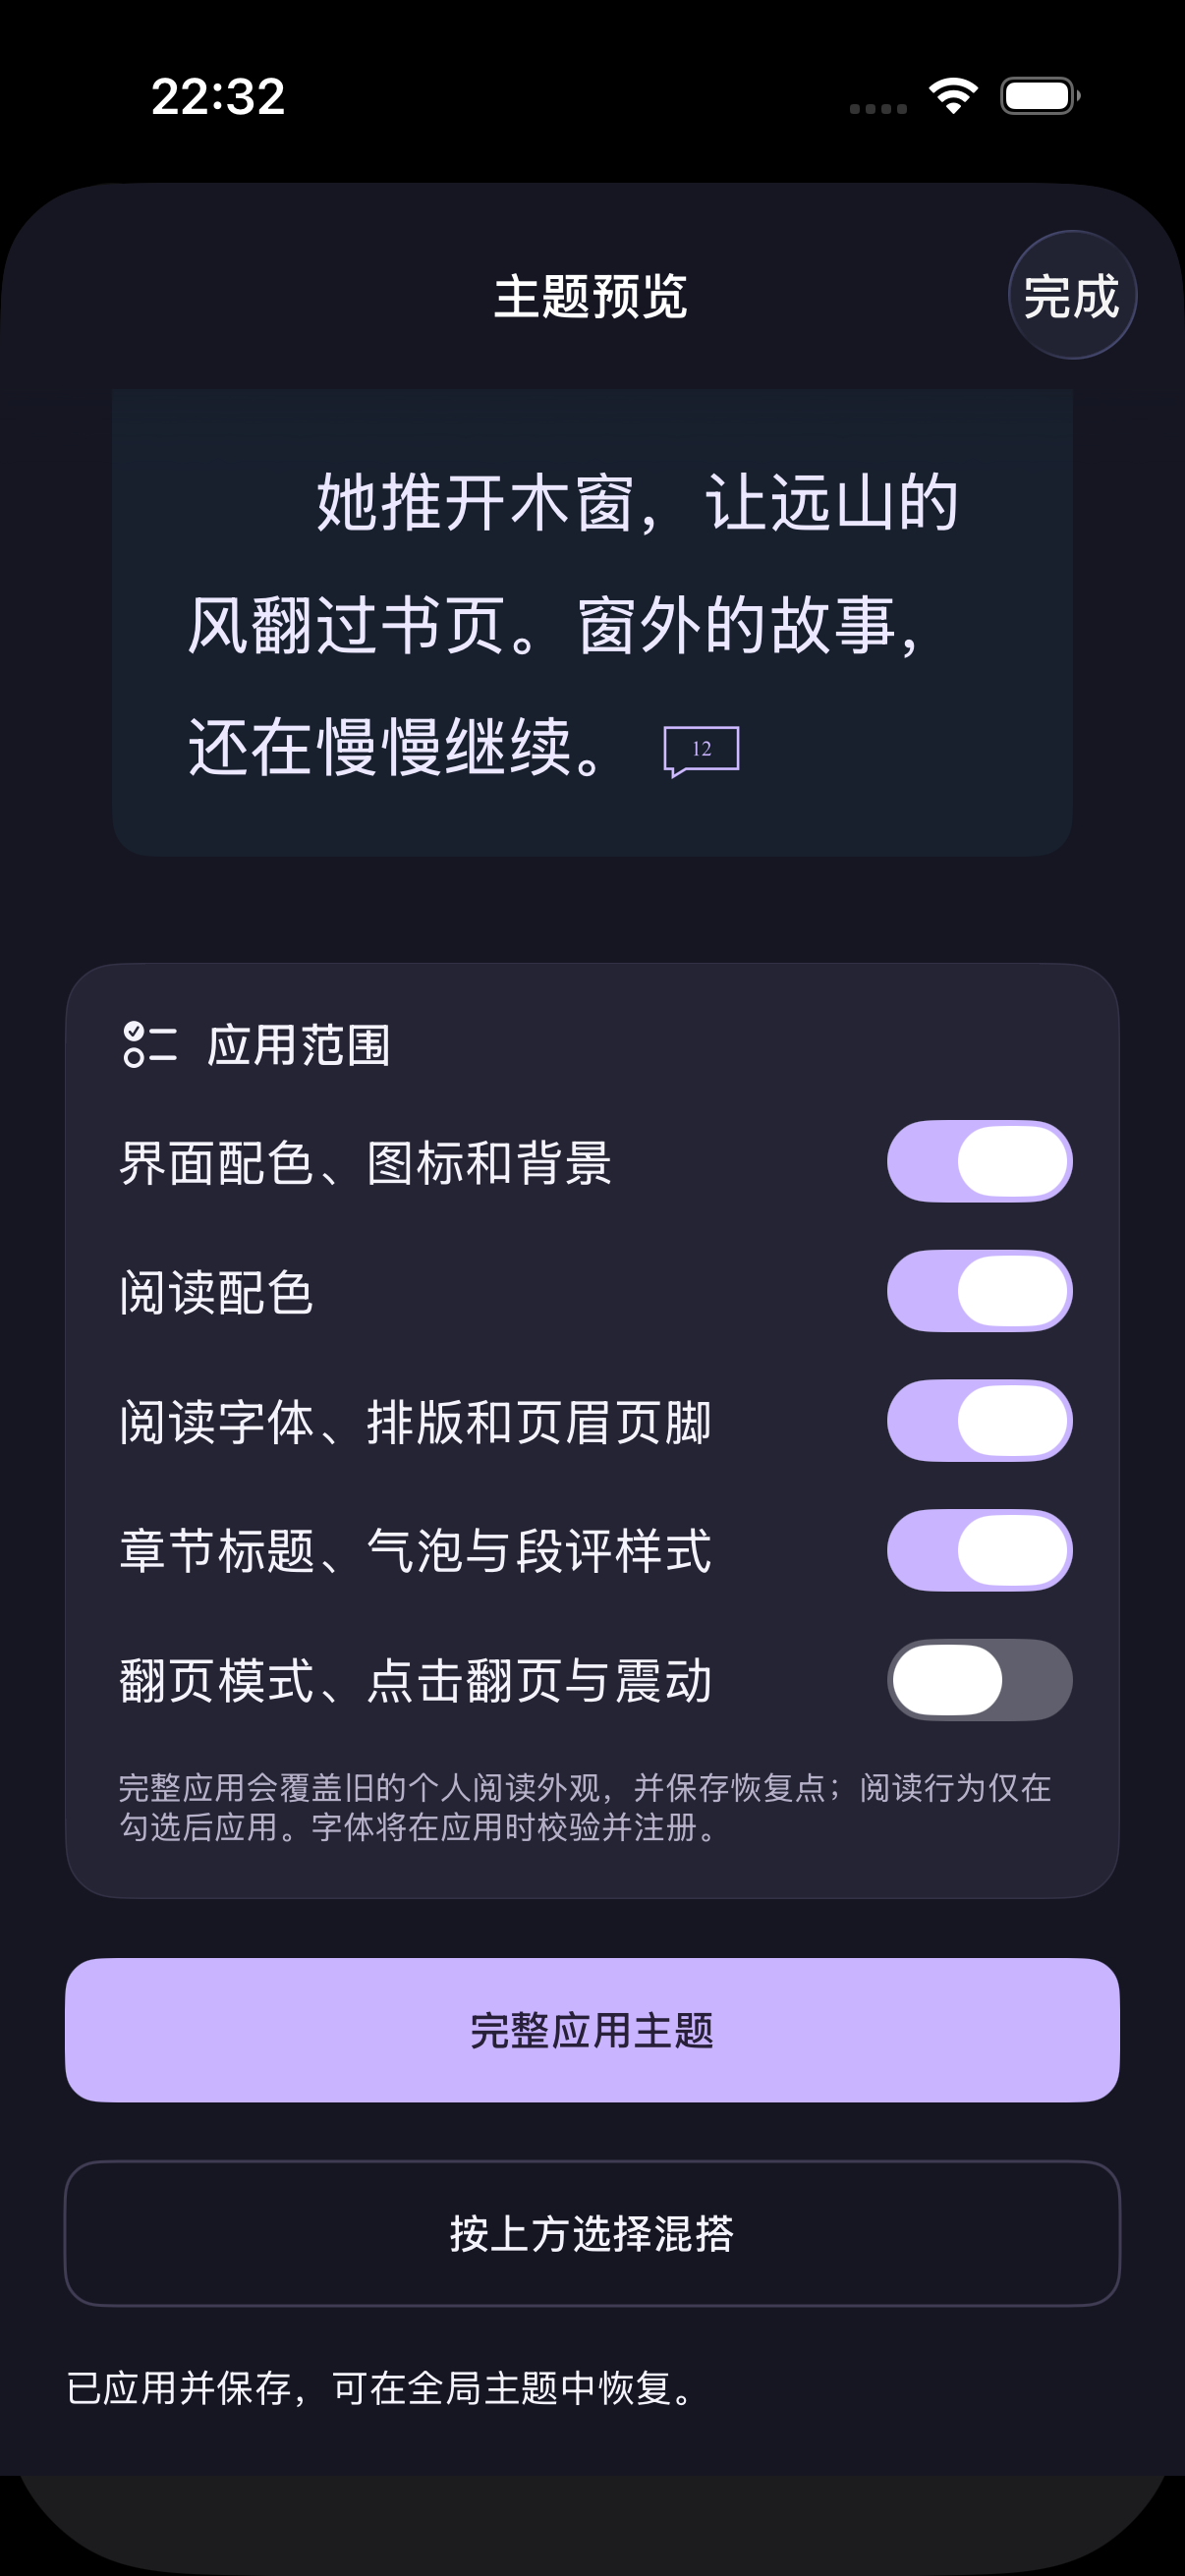 22:32
主题预览
完成
她推开木窗，让远山的
风翻过书页。窗外的故事，
还在慢慢继续。 12
应用范围
界面配色、图标和背景
阅读配色
阅读字体、排版和页眉页脚
章节标题、气泡与段评样式
翻页模式、点击翻页与震动
完整应用会覆盖旧的个人阅读外观，并保存恢复点；阅读行为仅在
勾选后应用。字体将在应用时校验并注册。
完整应用主题
按上方选择混搭
已应用并保存，可在全局主题中恢复。